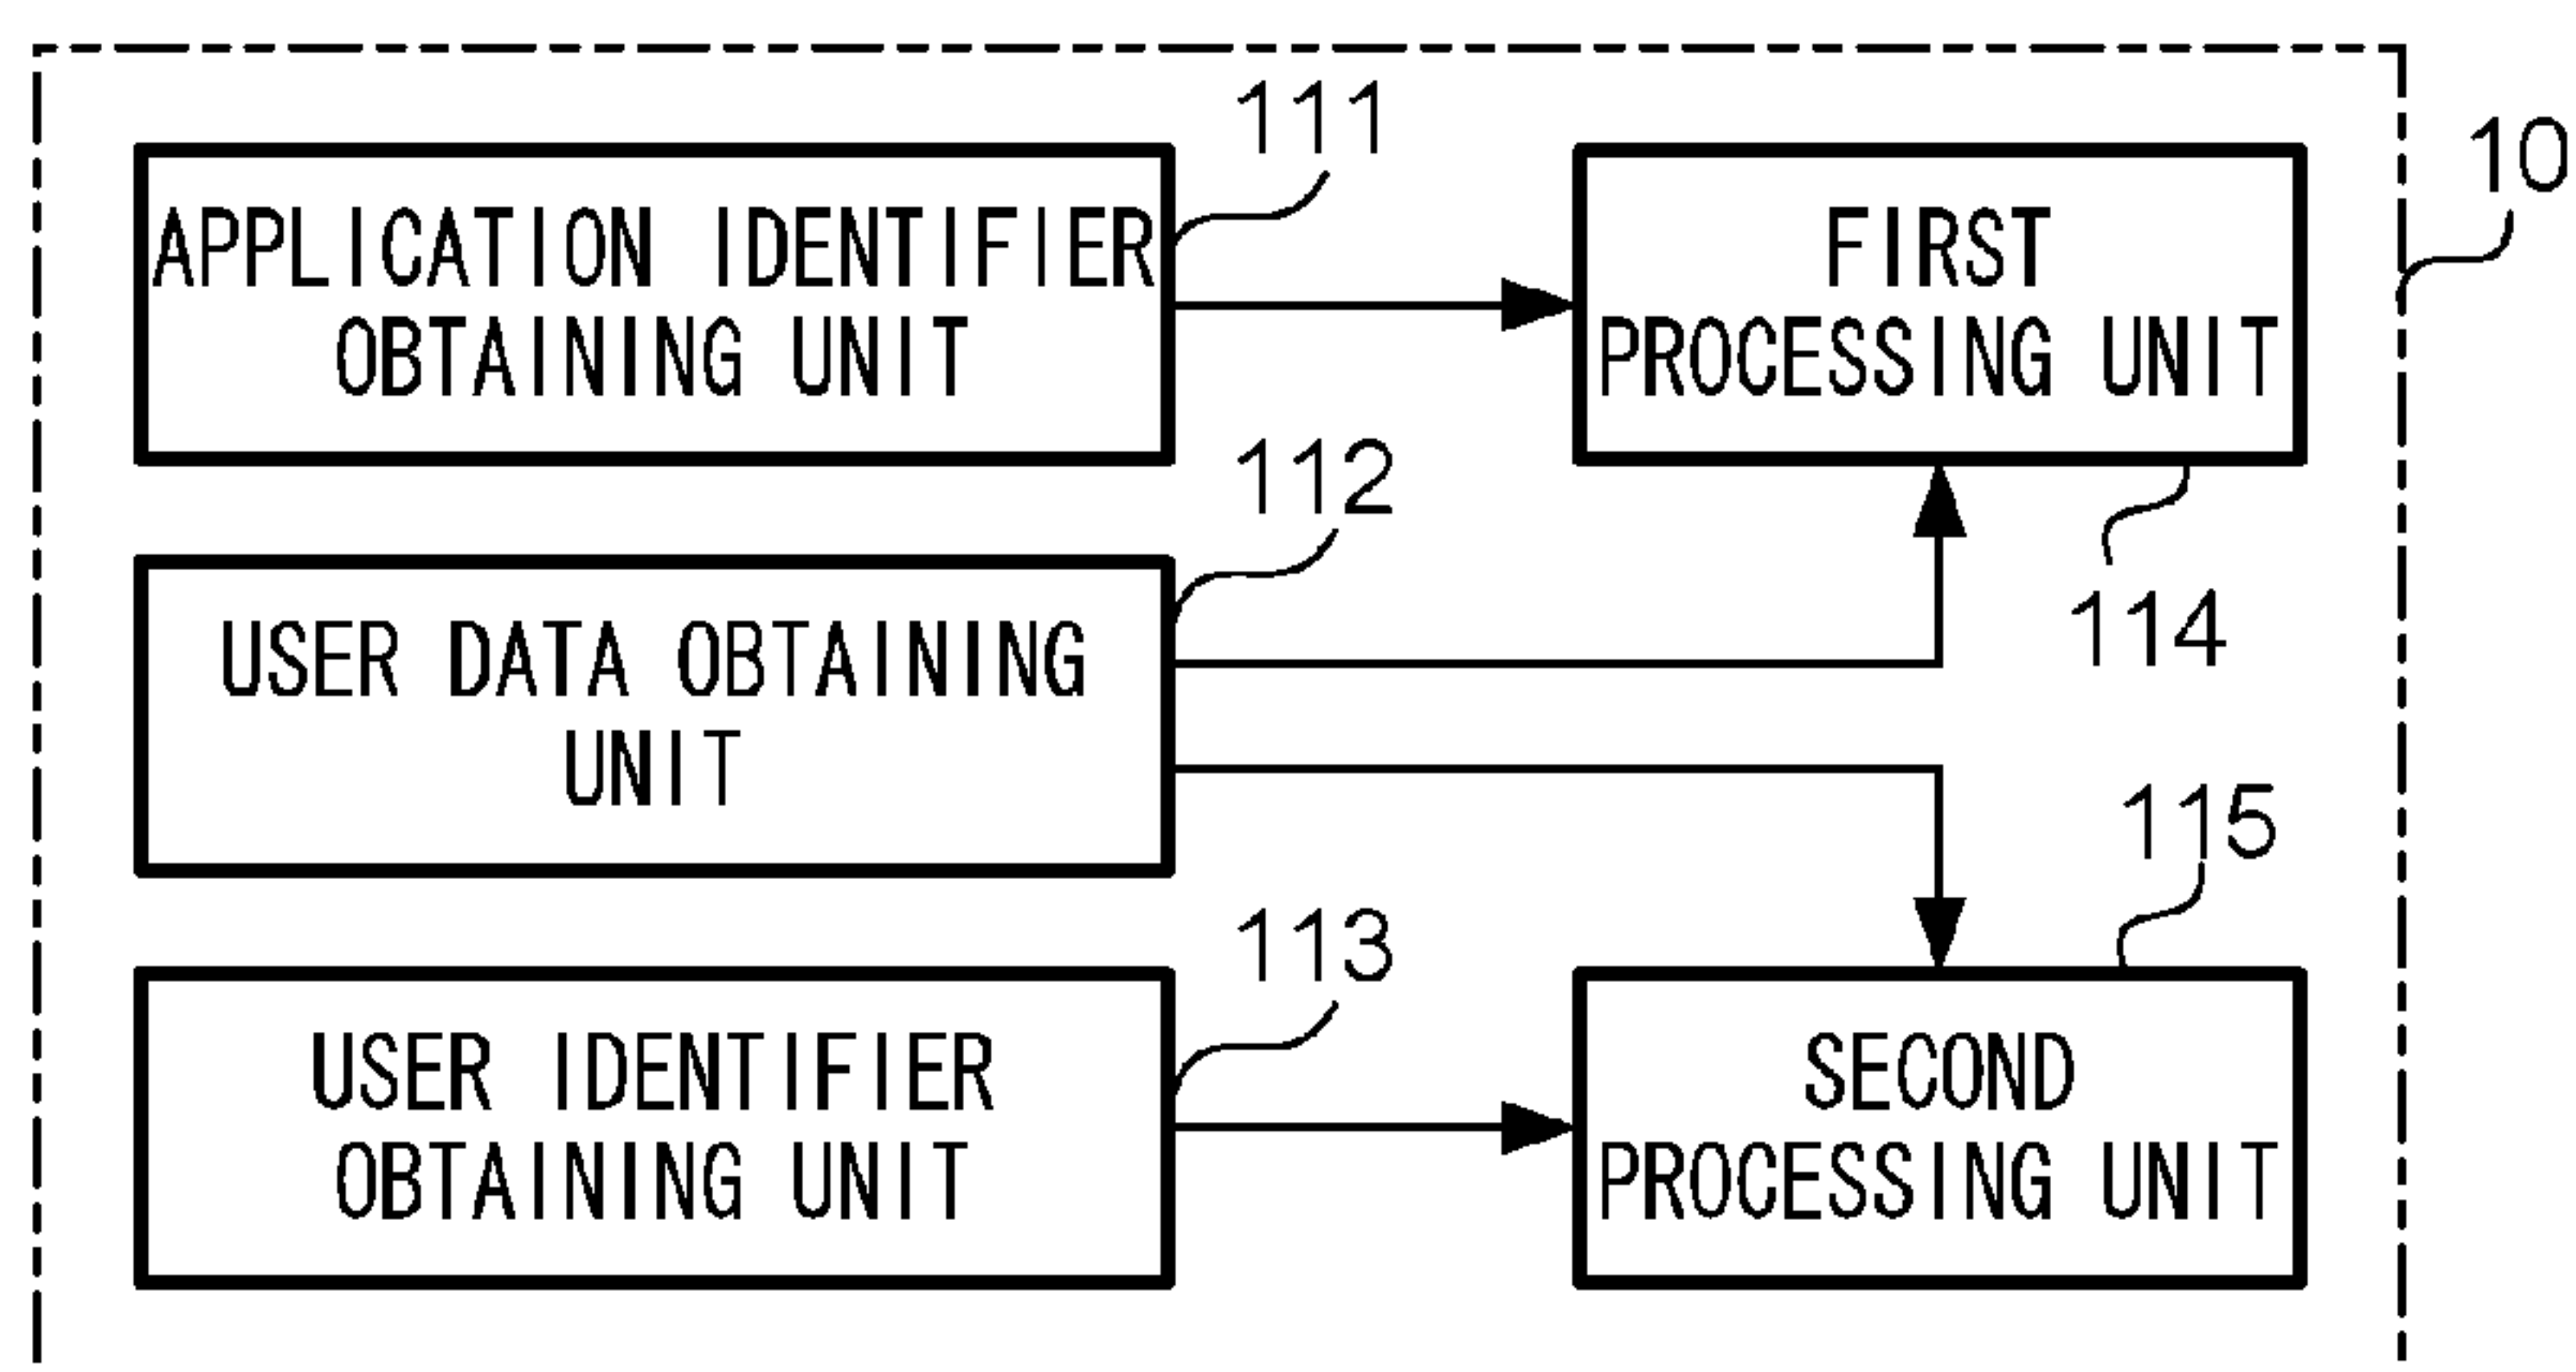 111
10
APPLICATION IDENTIFIER
OBTAINING UNIT
FIRST
PROCESSING UNIT
112
114
USER DATA OBTAINING
UNIT
115
113
USER IDENTIFIER
OBTAINING UNIT
SECOND
PROCESSING UNIT